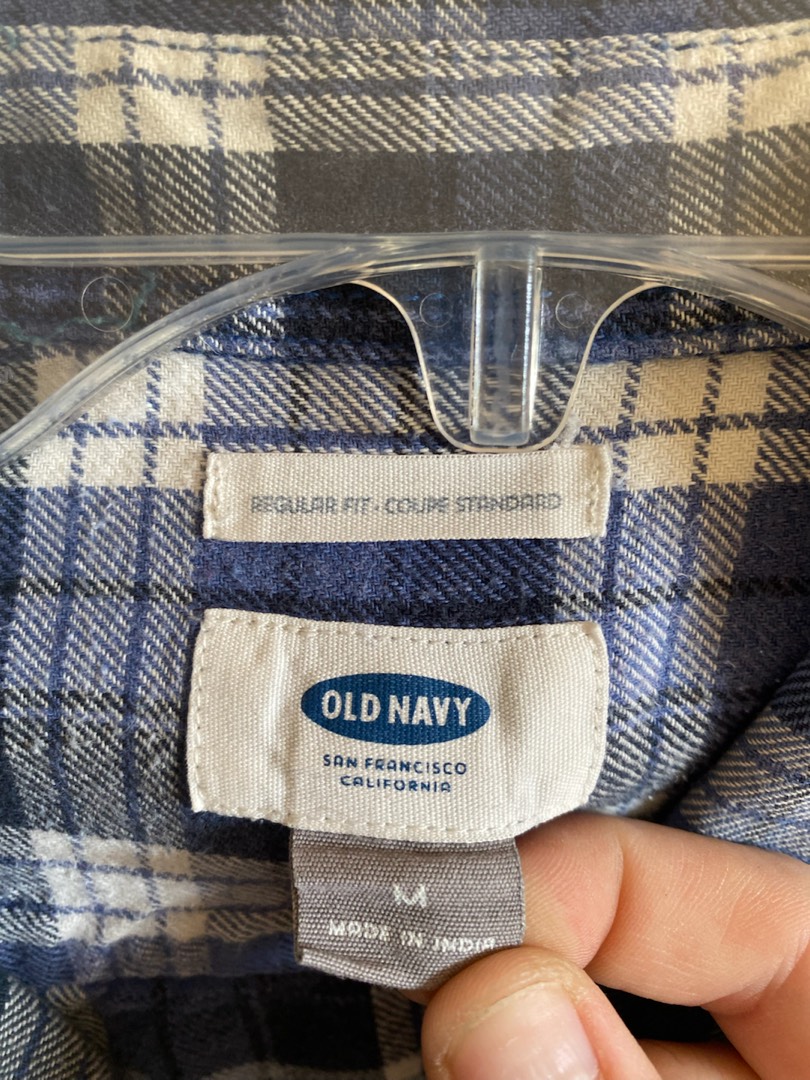 REGULAR FIT · COUPE STANDARD
OLD NAVY
SAN FRANCISCO
CALIFORNIA
M
MADE IN INDIA